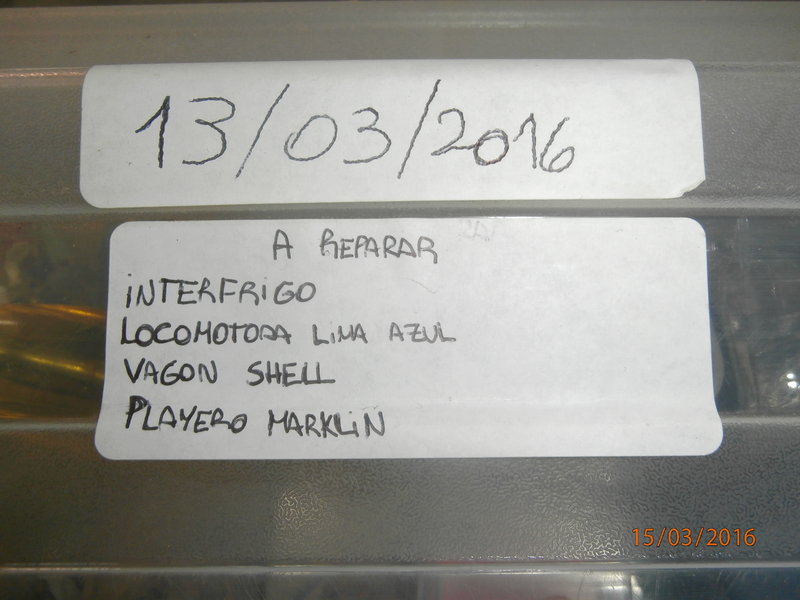 13/03/2016
A REPARAR
INTERFRIGO
LOCOMOTORA LIMA AZUL
VAGON SHELL
PLAYERO MARKLIN
15/03/2016